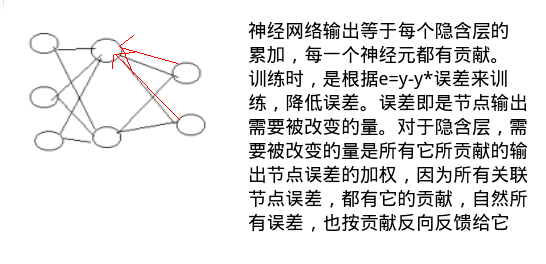 神经网络输出等于每个隐含层的
累加，每一个神经元都有贡献。
训练时，是根据e=y-y*误差来训
练，降低误差。误差即是节点输出
需要被改变的量。对于隐含层，需
要被改变的量是所有它所贡献的输
出节点误差的加权，因为所有关联
节点误差，都有它的贡献，自然所
有误差，也按贡献反向反馈给它